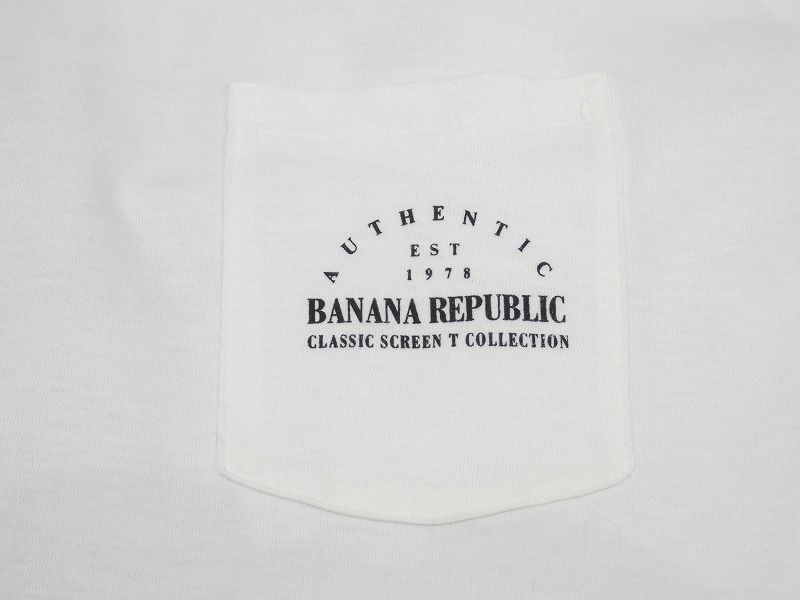 AUTHENTIC
EST
1978
BANANA REPUBLIC
CLASSIC SCREEN T COLLECTION